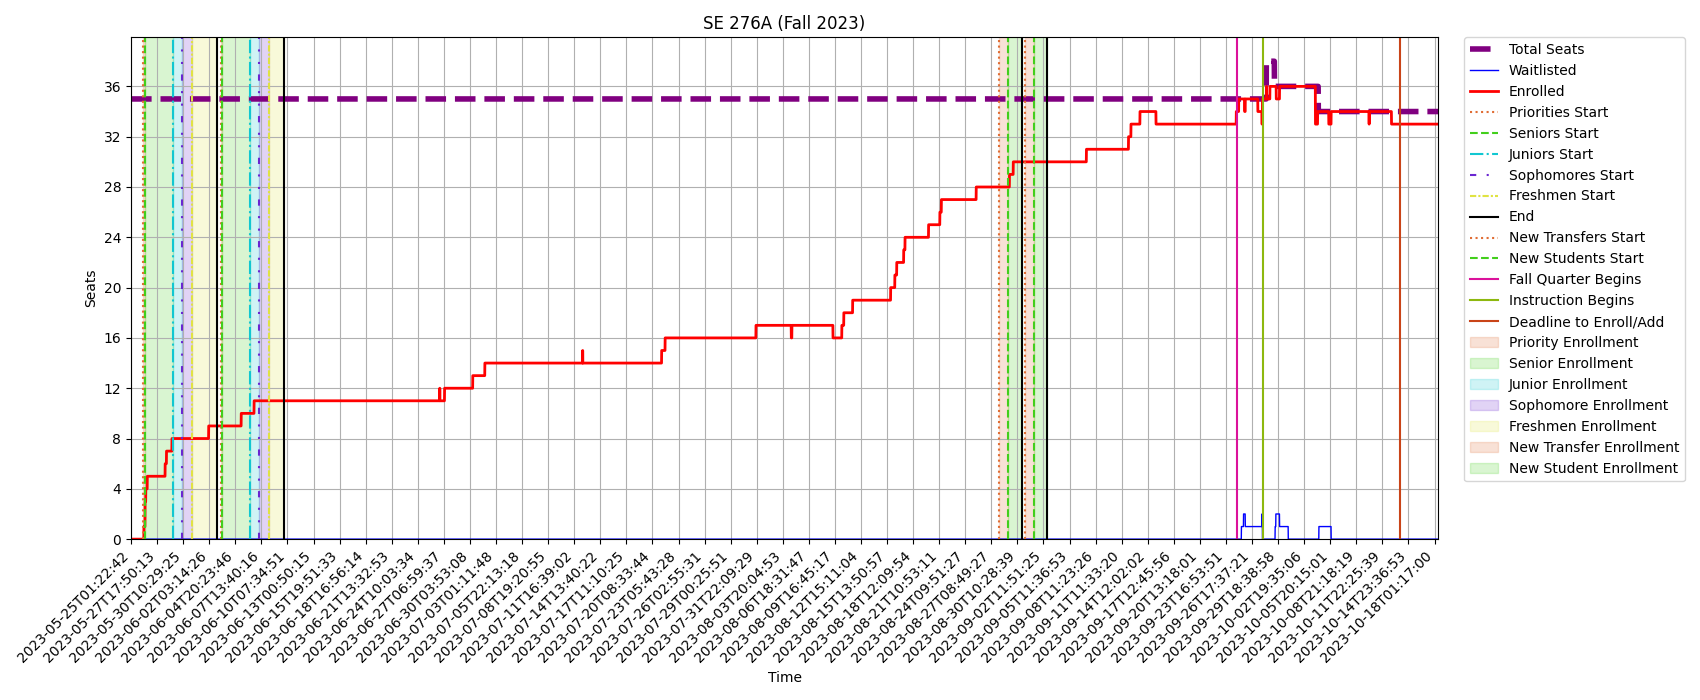 SE 276A (Fall 2023)
Seats
36
32
28
24
20
16
12
8
4
0
2023-05-25T01:22:42
2023-05-27T17:50:13
2023-05-30T10:29:25
2023-06-02T03:14:26
2023-06-04T20:23:46
2023-06-07T13:40:16
2023-06-10T07:34:51
2023-06-13T00:50:15
2023-06-15T19:51:33
2023-06-18T16:56:14
2023-06-21T13:32:53
2023-06-24T10:03:34
2023-06-27T06:59:37
2023-06-30T03:53:08
2023-07-03T01:11:48
2023-07-05T22:13:18
2023-07-08T19:20:55
2023-07-11T16:39:02
2023-07-14T13:40:22
2023-07-17T11:10:25
2023-07-20T08:33:44
2023-07-23T05:43:28
2023-07-26T02:55:31
2023-07-29T00:25:51
2023-07-31T22:09:29
2023-08-03T20:04:53
2023-08-06T18:31:47
2023-08-09T16:45:17
2023-08-12T15:11:04
2023-08-15T13:50:57
2023-08-18T12:09:54
2023-08-21T10:53:11
2023-08-24T09:51:27
2023-08-27T08:49:27
2023-08-30T10:28:39
2023-09-02T11:51:25
2023-09-05T11:36:53
2023-09-08T11:23:26
2023-09-11T11:33:20
2023-09-14T12:02:02
2023-09-17T12:45:56
2023-09-20T13:18:01
2023-09-23T16:53:51
2023-09-26T17:37:21
2023-09-29T18:38:58
2023-10-02T19:35:06
2023-10-05T20:15:01
2023-10-08T21:18:19
2023-10-11T22:25:39
2023-10-14T23:36:53
2023-10-18T01:17:00
Time
Total Seats
Waitlisted
Enrolled
Priorities Start
Seniors Start
Juniors Start
Sophomores Start
Freshmen Start
End
New Transfers Start
New Students Start
Fall Quarter Begins
Instruction Begins
Deadline to Enroll/Add
Priority Enrollment
Senior Enrollment
Junior Enrollment
Sophomore Enrollment
Freshmen Enrollment
New Transfer Enrollment
New Student Enrollment